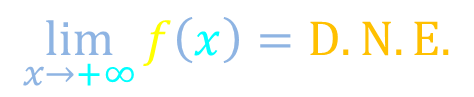 lim f(x) = D.N.E.
x→+∞